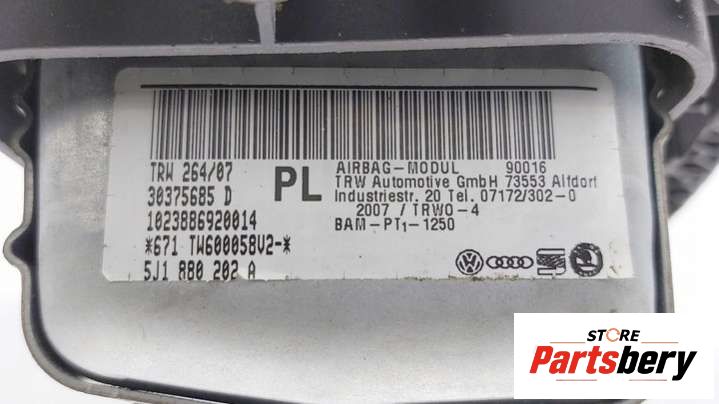 TRW 264/07
30375685 D
1023886920014
*671 TW600058V2-*
5J1 880 202 A
PL
AIRBAG-MODUL 90016
TRW Automotive GmbH 73553 Alfdorf
Industriestr. 20 Tel. 07172/302-0
2007 / TRWO-4
BAM-PT1-1250
STORE
Partsbery